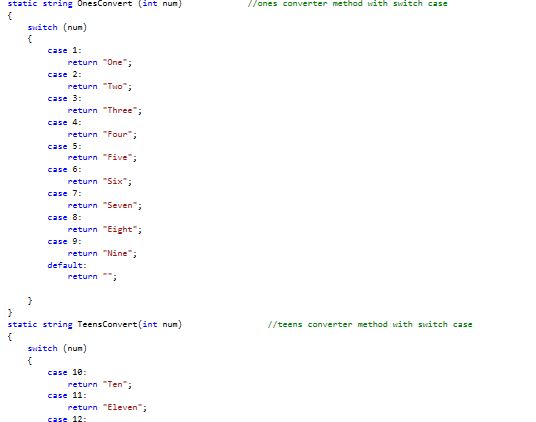 static string OnesConvert (int num) //ones converter method with switch case
{
switch (num)
{
case 1:
return "One";
case 2:
return "Two";
case 3:
return "Three";
case 4:
return "Four";
case 5:
return "Five";
case 6:
return "Six";
case 7:
return "Seven";
case 8:
return "Eight";
case 9:
return "Nine";
default:
return "";
}
}
static string TeensConvert(int num) //teens converter method with switch case
{
switch (num)
{
case 10:
return "Ten";
case 11:
return "Eleven";
case 12: